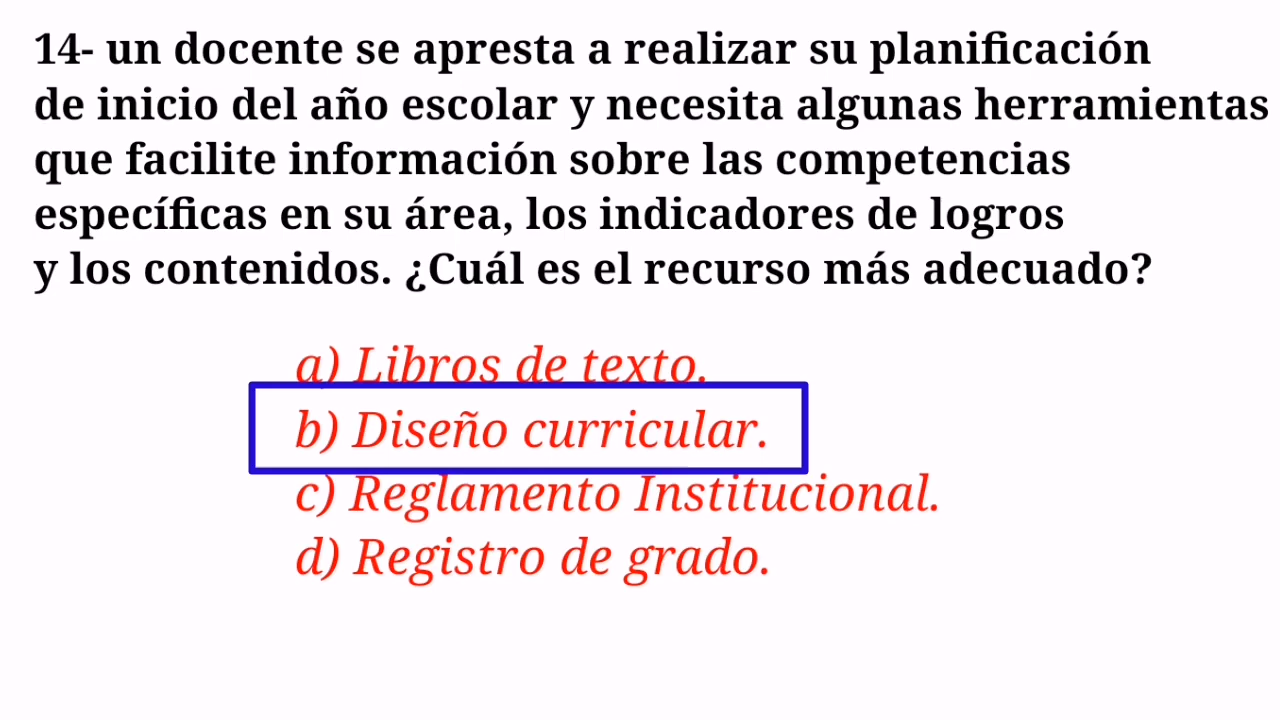 14- un docente se apresta a realizar su planificación
de inicio del año escolar y necesita algunas herramientas
que facilite información sobre las competencias
específicas en su área, los indicadores de logros
y los contenidos. ¿Cuál es el recurso más adecuado?
a) Libros de texto.
b) Diseño curricular.
c) Reglamento Institucional.
d) Registro de grado.